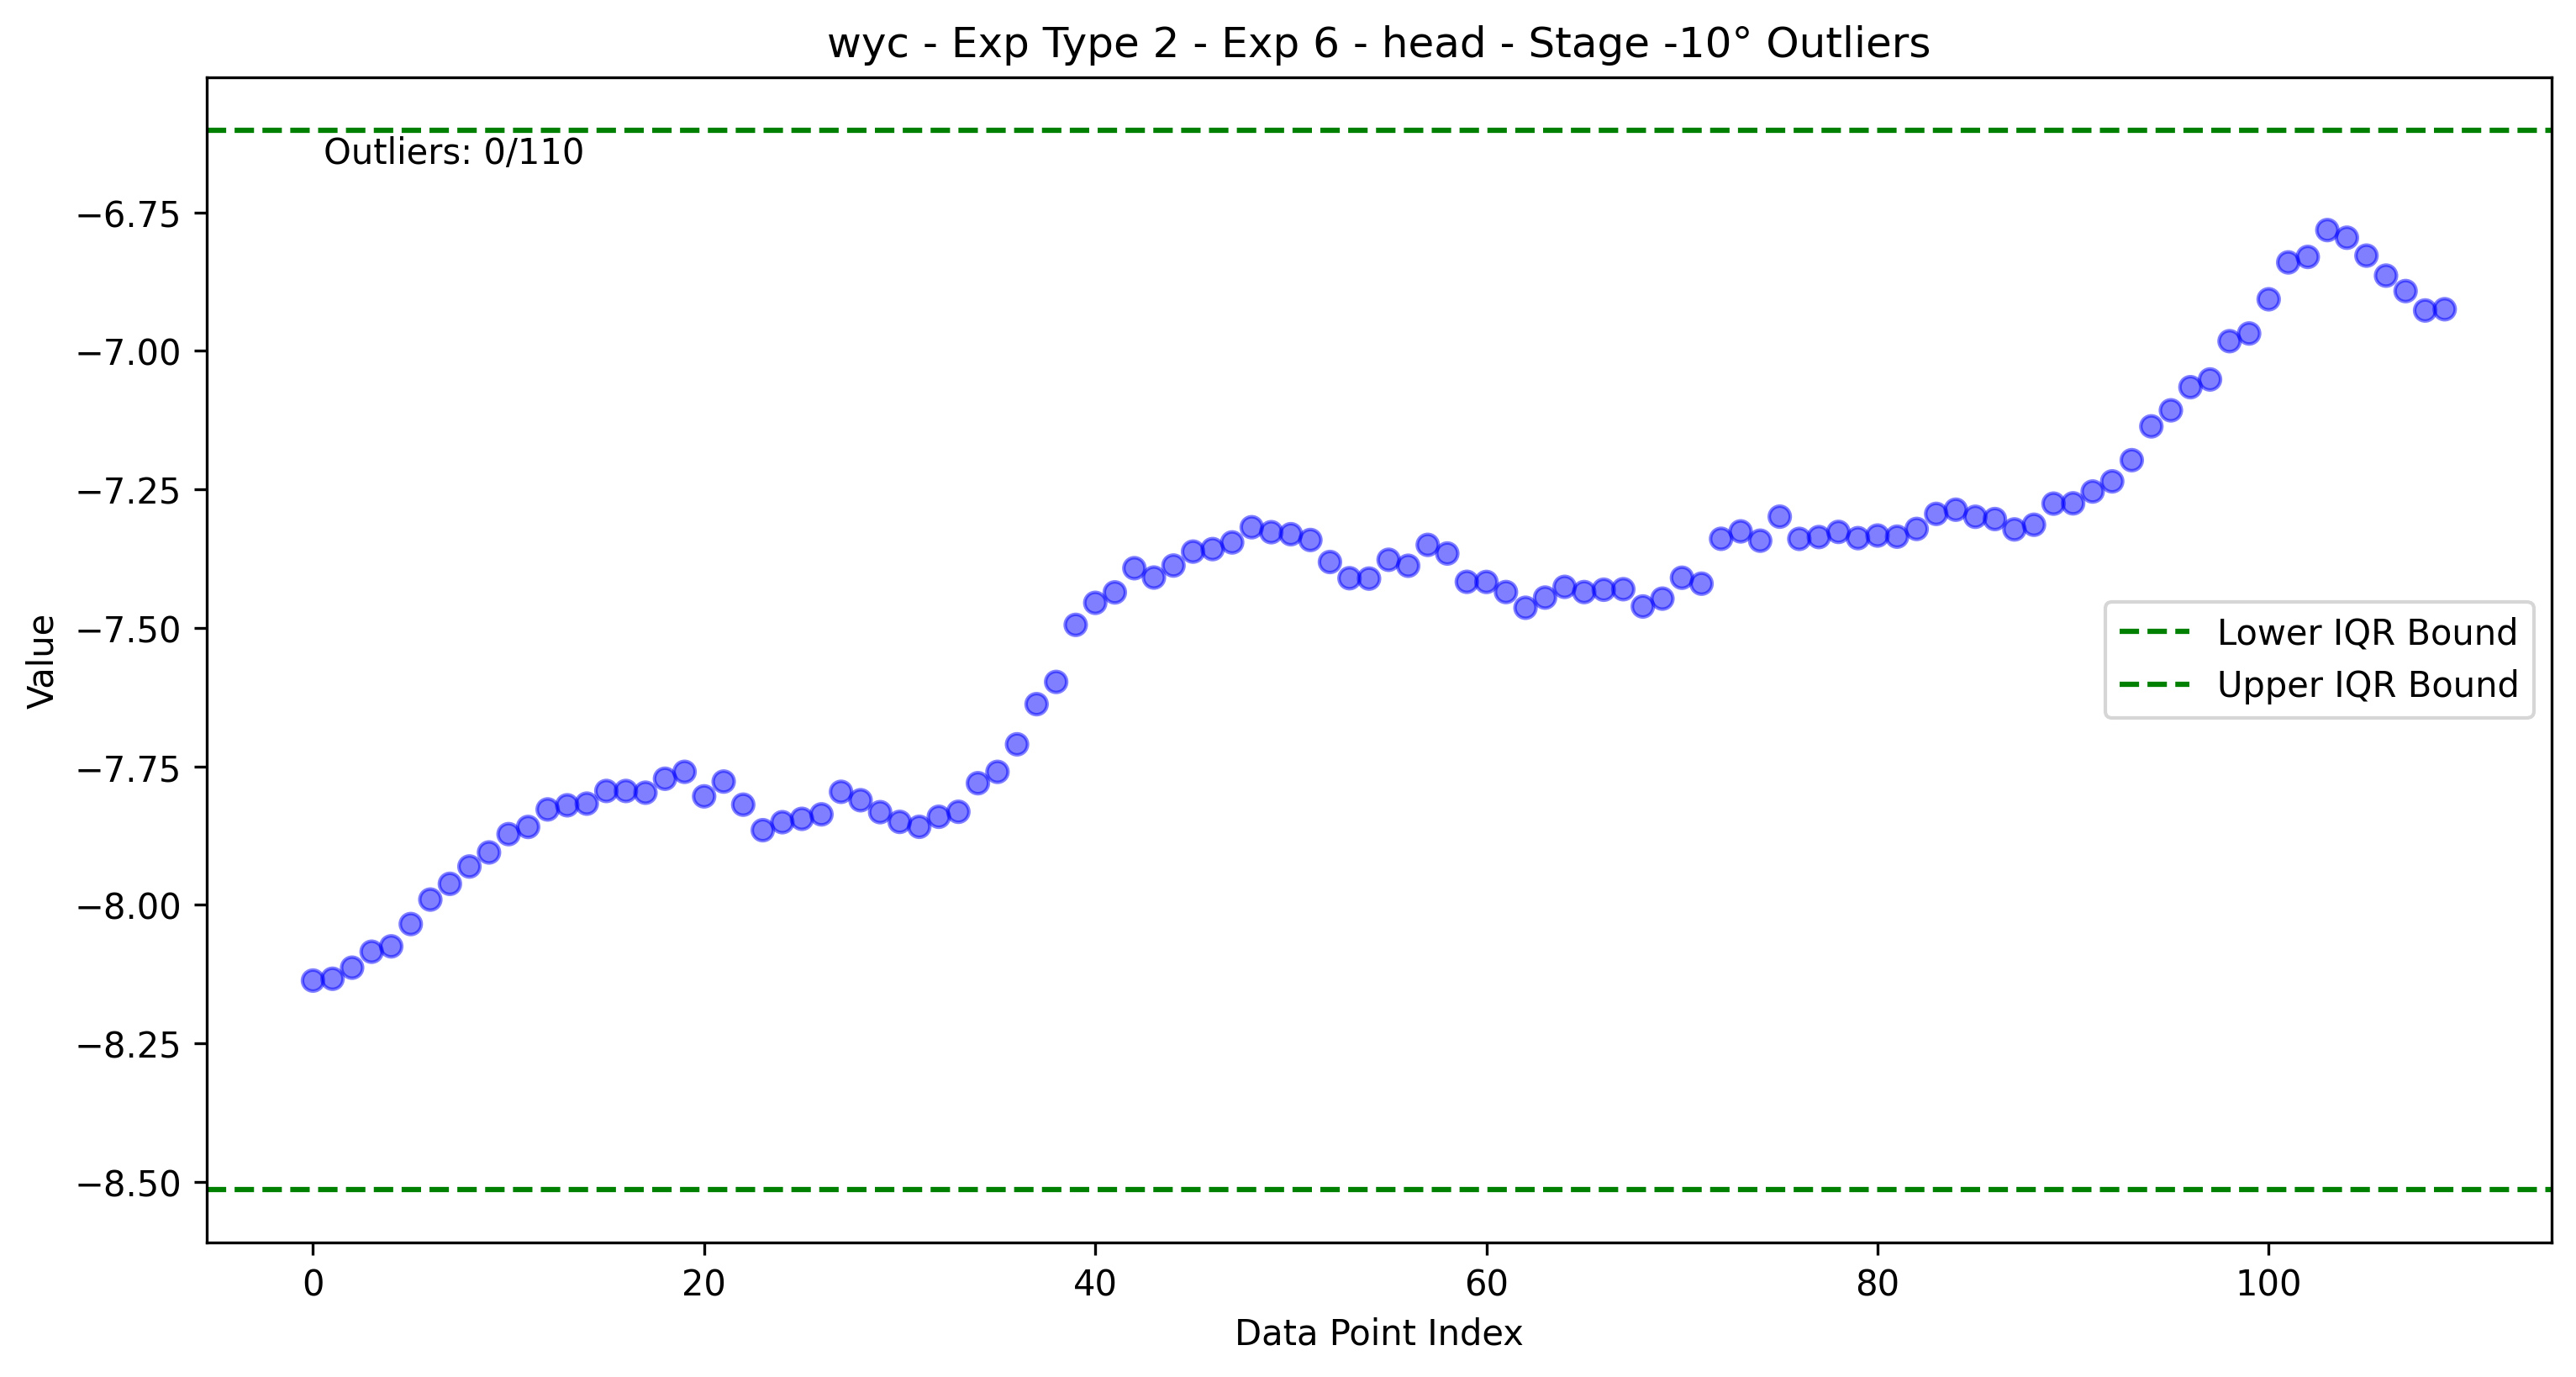 wyc - Exp Type 2 - Exp 6 - head - Stage -10° Outliers
Outliers: 0/110
−6.75
−7.00
−7.25
−7.50
−7.75
−8.00
−8.25
−8.50
Value
Lower IQR Bound
Upper IQR Bound
0 20 40 60 80 100
Data Point Index